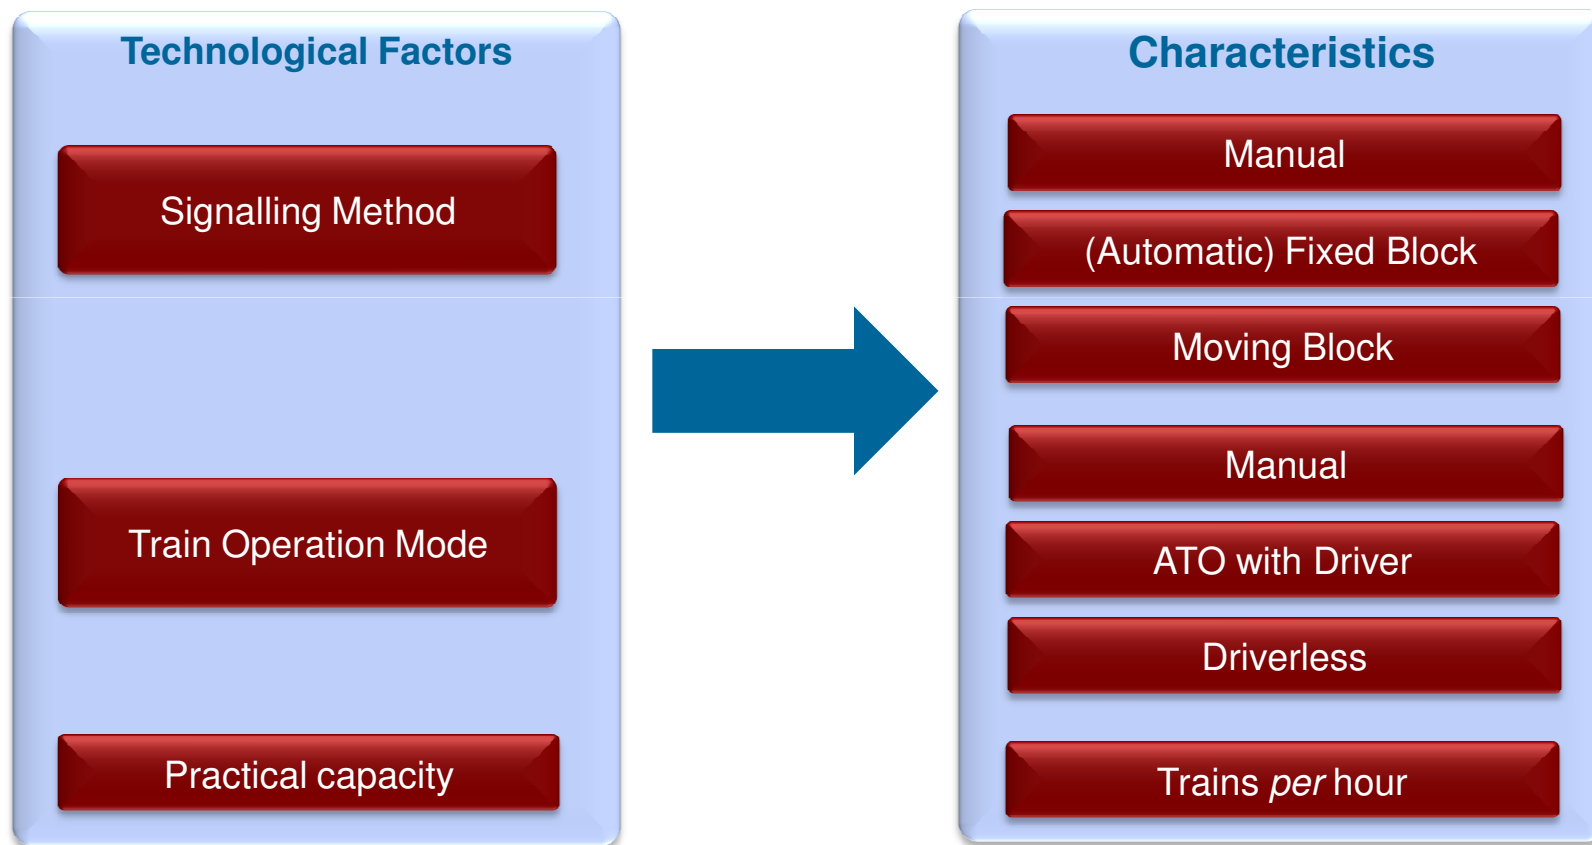 Technological Factors
Signalling Method
Train Operation Mode
Practical capacity
Characteristics
Manual
(Automatic) Fixed Block
Moving Block
Manual
ATO with Driver
Driverless
Trains per hour